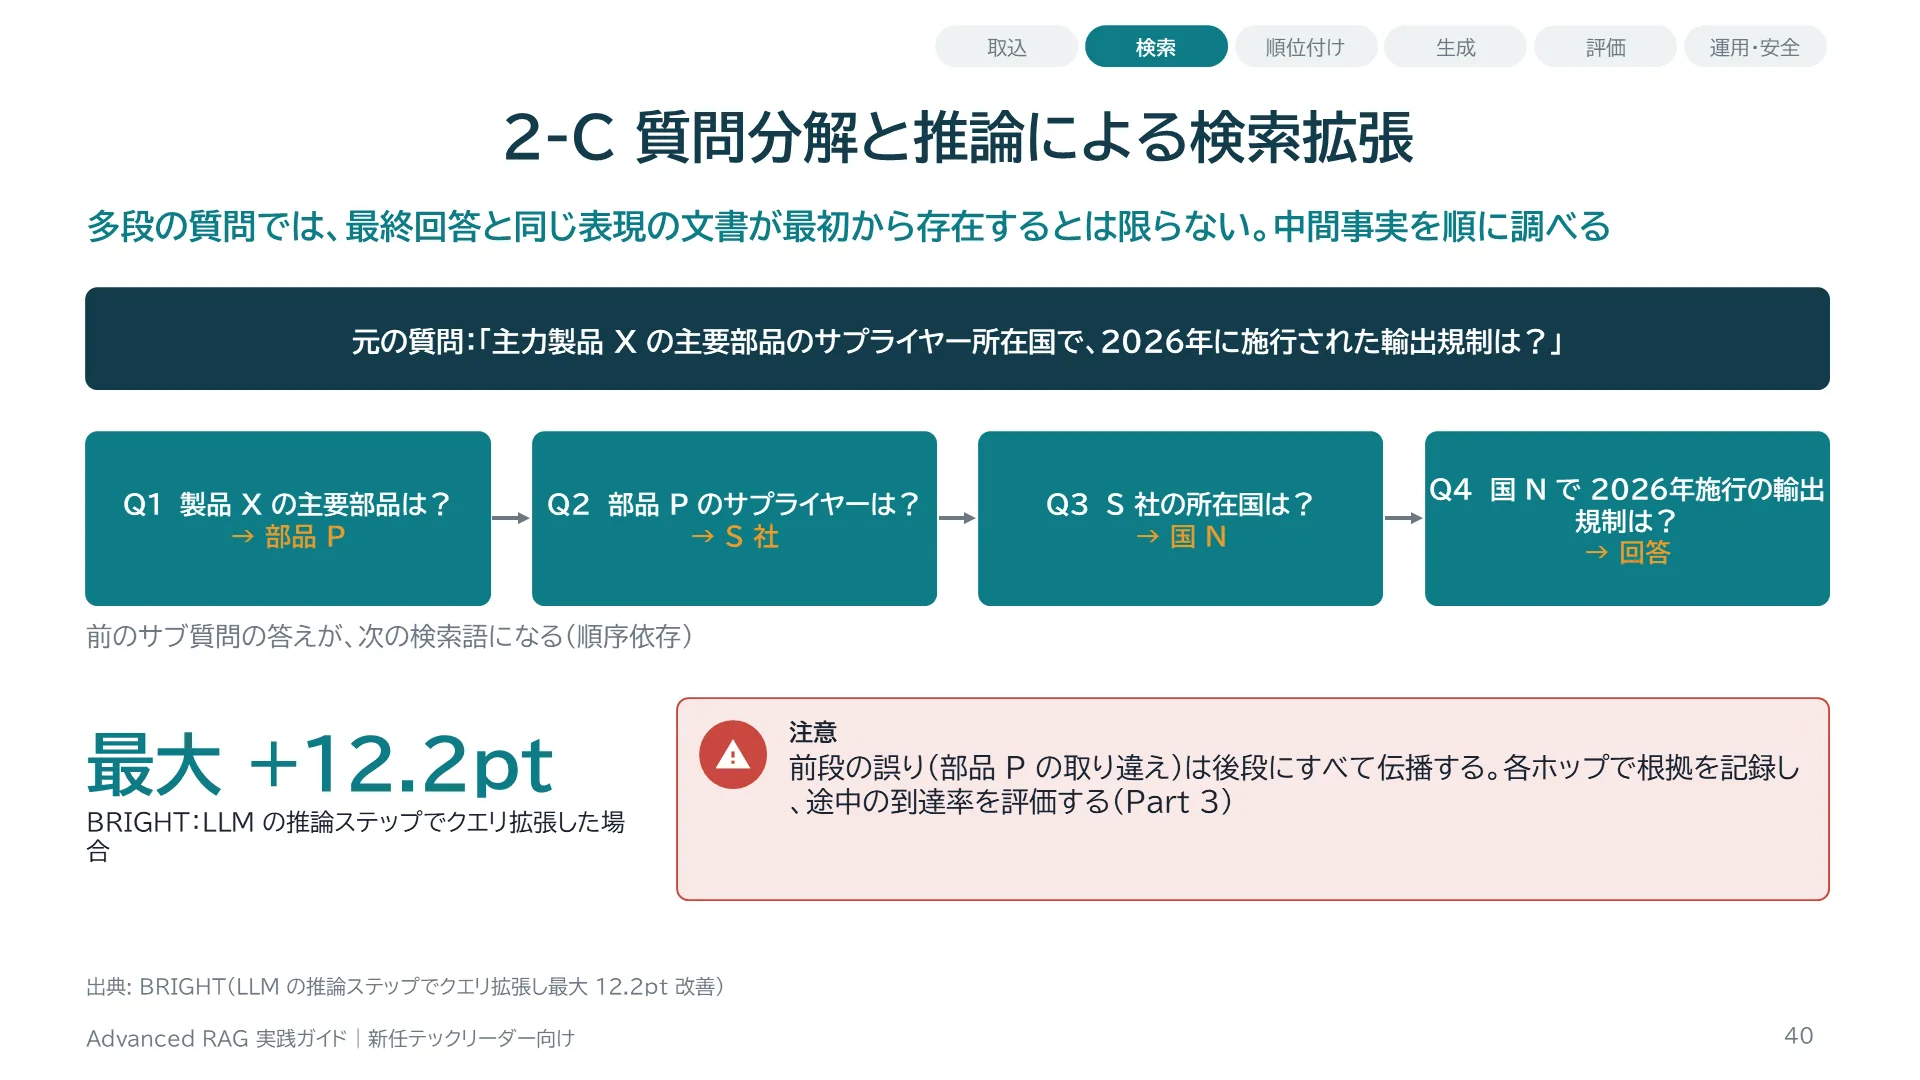 取込
検索
順位付け
生成
評価
運用・安全
2-C 質問分解と推論による検索拡張
多段の質問では、最終回答と同じ表現の文書が最初から存在するとは限らない。中間事実を順に調べる
元の質問：「主力製品 X の主要部品のサプライヤー所在国で、2026年に施行された輸出規制は？」
Q1 製品 X の主要部品は？
→ 部品 P
Q2 部品 P のサプライヤーは？
→ S 社
Q3 S 社の所在国は？
→ 国 N
Q4 国 N で 2026年施行の輸出
規制は？
→ 回答
前のサブ質問の答えが、次の検索語になる（順序依存）
最大 +12.2pt
BRIGHT：LLM の推論ステップでクエリ拡張した場
合
注意
前段の誤り（部品 P の取り違え）は後段にすべて伝播する。各ホップで根拠を記録し
、途中の到達率を評価する（Part 3）
出典: BRIGHT（LLM の推論ステップでクエリ拡張し最大 12.2pt 改善）
Advanced RAG 実践ガイド｜新任テックリーダー向け
40